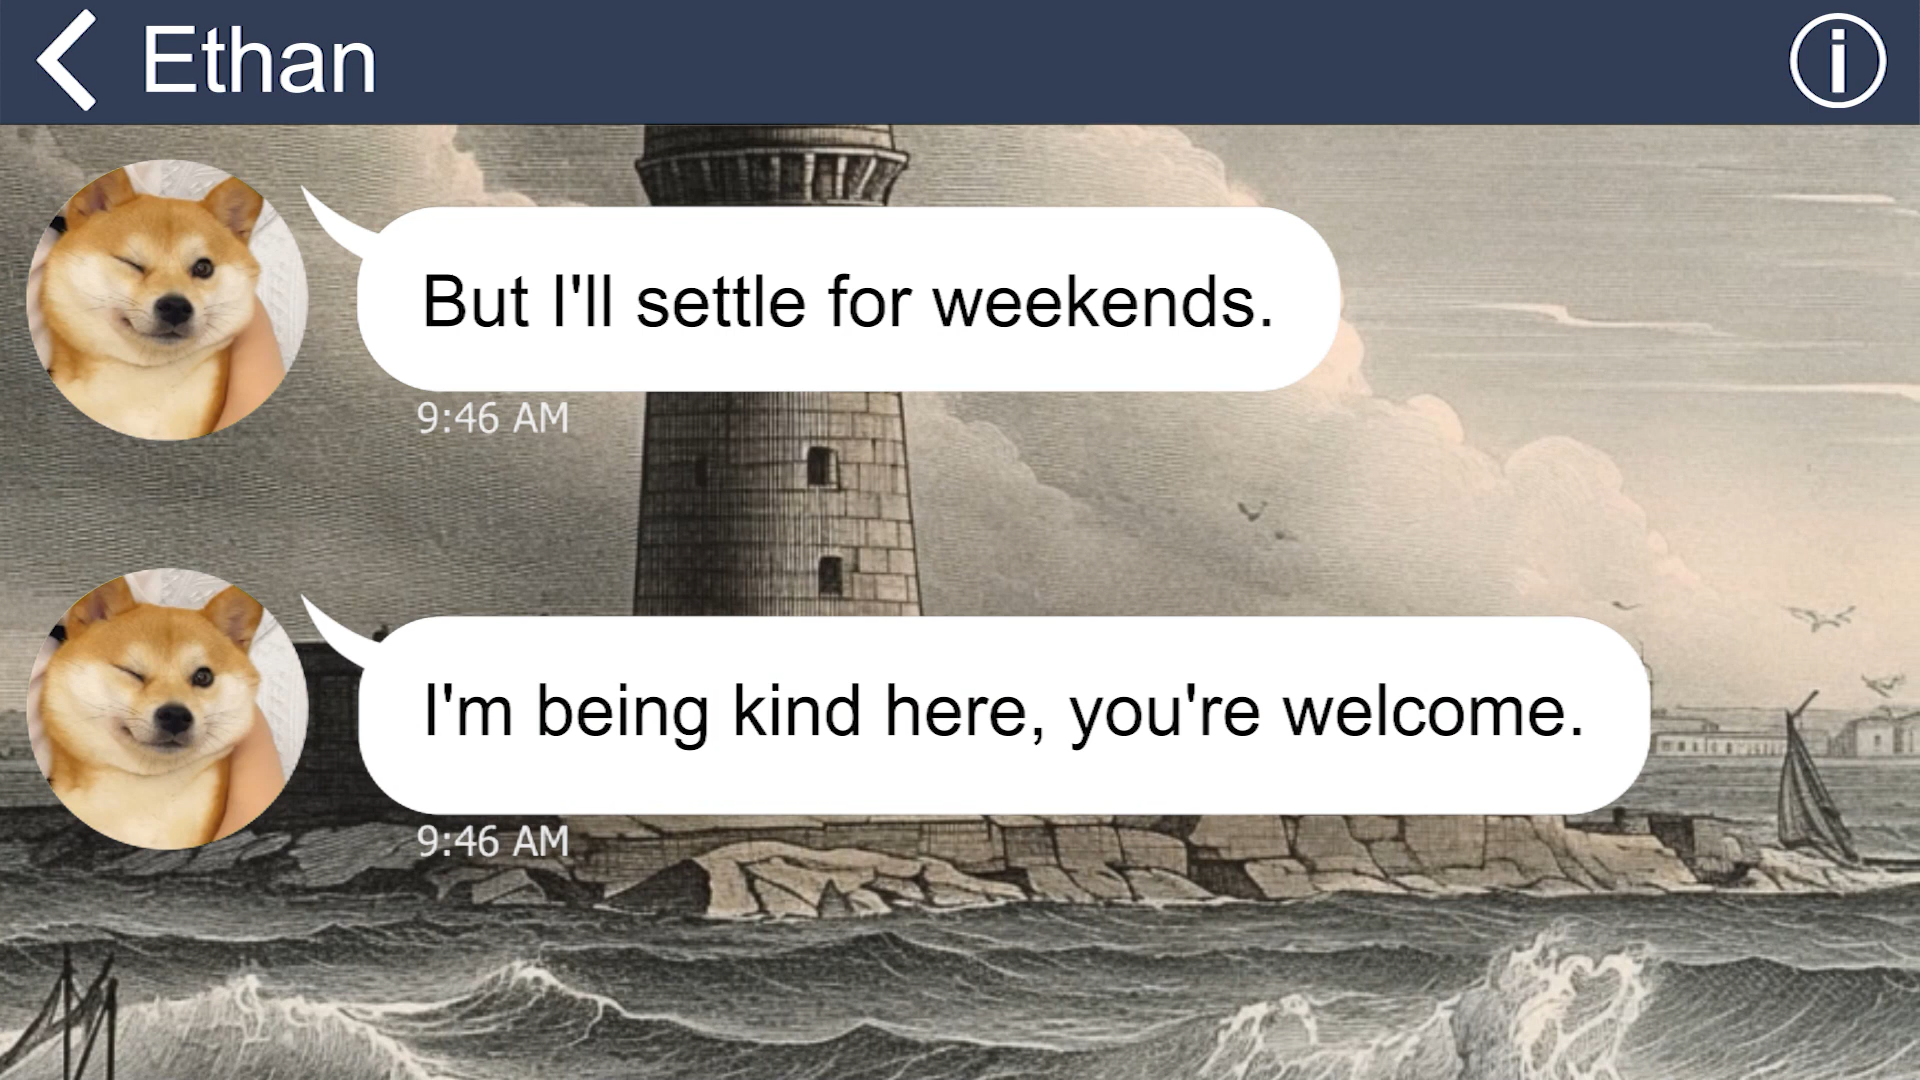 Ethan
But I'll settle for weekends.
9:46 AM
I'm being kind here, you're welcome.
9:46 AM